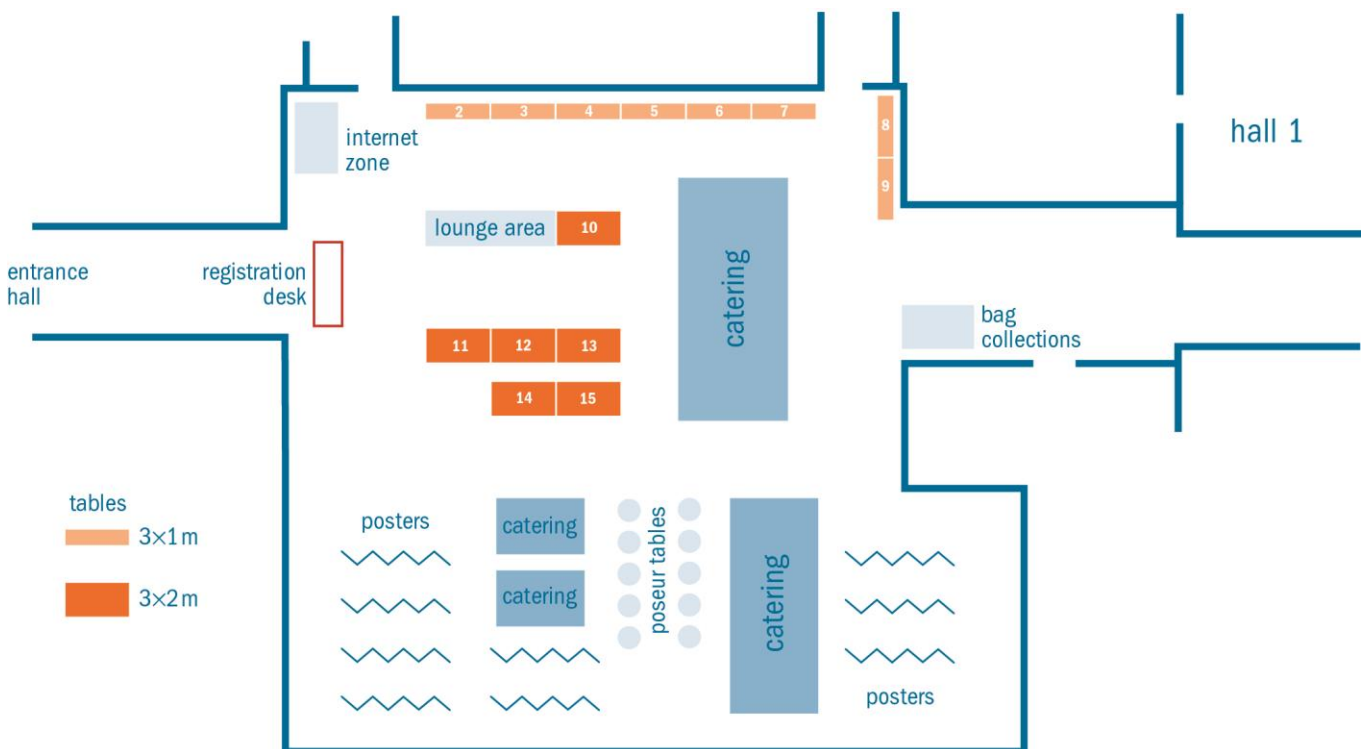 2 3 4 5 6 7
8
9
hall 1
internet
zone
lounge area
10
entrance
hall
registration
desk
catering
bag
collections
11 12 13
14 15
tables
3×1 m
3×2 m
posters
catering
catering
poseur tables
catering
posters